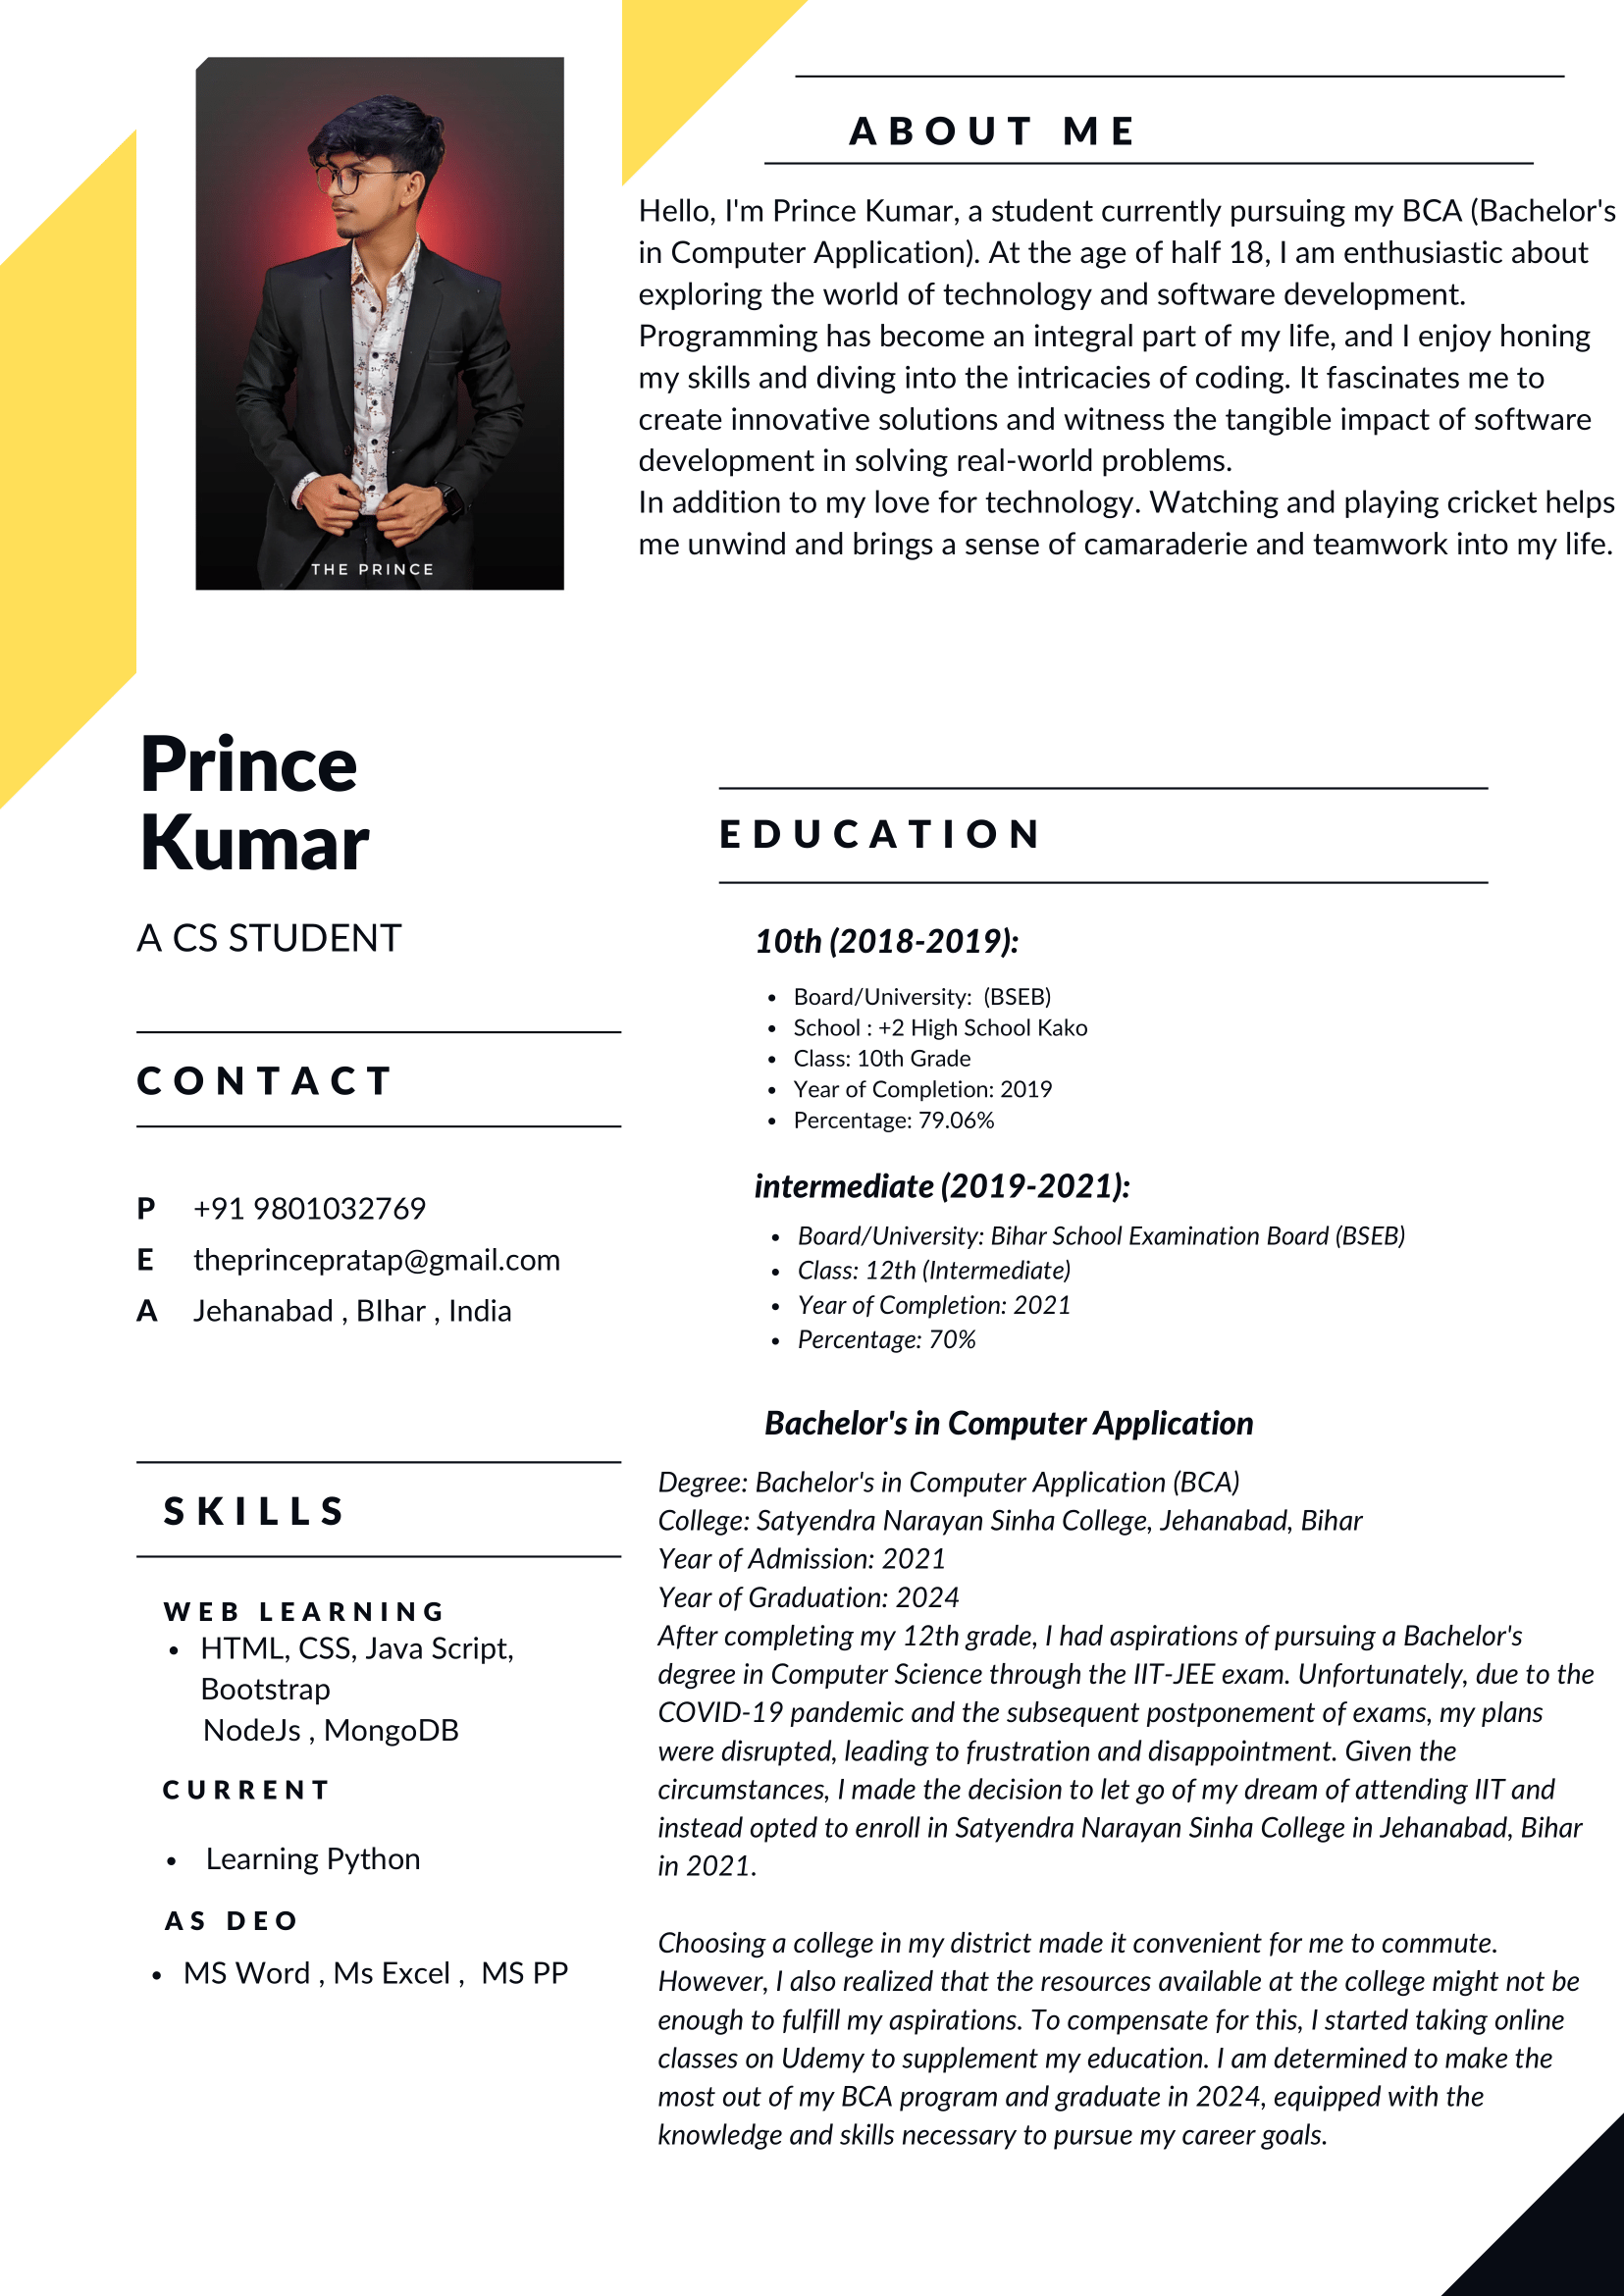 THE PRINCE
ABOUT ME
Hello, I'm Prince Kumar, a student currently pursuing my BCA (Bachelor's
in Computer Application). At the age of half 18, I am enthusiastic about
exploring the world of technology and software development.
Programming has become an integral part of my life, and I enjoy honing
my skills and diving into the intricacies of coding. It fascinates me to
create innovative solutions and witness the tangible impact of software
development in solving real-world problems.
In addition to my love for technology. Watching and playing cricket helps
me unwind and brings a sense of camaraderie and teamwork into my life.
Prince
Kumar
A CS STUDENT
CONTACT
P +91 9801032769
E theprincepratap@gmail.com
A Jehanabad , BIhar , India
SKILLS
WEB LEARNING
• HTML, CSS, Java Script,
Bootstrap
NodeJs , MongoDB
CURRENT
• Learning Python
AS DEO
• MS Word , Ms Excel , MS PP
EDUCATION
10th (2018-2019):
• Board/University: (BSEB)
• School : +2 High School Kako
• Class: 10th Grade
• Year of Completion: 2019
• Percentage: 79.06%
intermediate (2019-2021):
• Board/University: Bihar School Examination Board (BSEB)
• Class: 12th (Intermediate)
• Year of Completion: 2021
• Percentage: 70%
Bachelor's in Computer Application
Degree: Bachelor's in Computer Application (BCA)
College: Satyendra Narayan Sinha College, Jehanabad, Bihar
Year of Admission: 2021
Year of Graduation: 2024
After completing my 12th grade, I had aspirations of pursuing a Bachelor's
degree in Computer Science through the IIT-JEE exam. Unfortunately, due to the
COVID-19 pandemic and the subsequent postponement of exams, my plans
were disrupted, leading to frustration and disappointment. Given the
circumstances, I made the decision to let go of my dream of attending IIT and
instead opted to enroll in Satyendra Narayan Sinha College in Jehanabad, Bihar
in 2021.
Choosing a college in my district made it convenient for me to commute.
However, I also realized that the resources available at the college might not be
enough to fulfill my aspirations. To compensate for this, I started taking online
classes on Udemy to supplement my education. I am determined to make the
most out of my BCA program and graduate in 2024, equipped with the
knowledge and skills necessary to pursue my career goals.